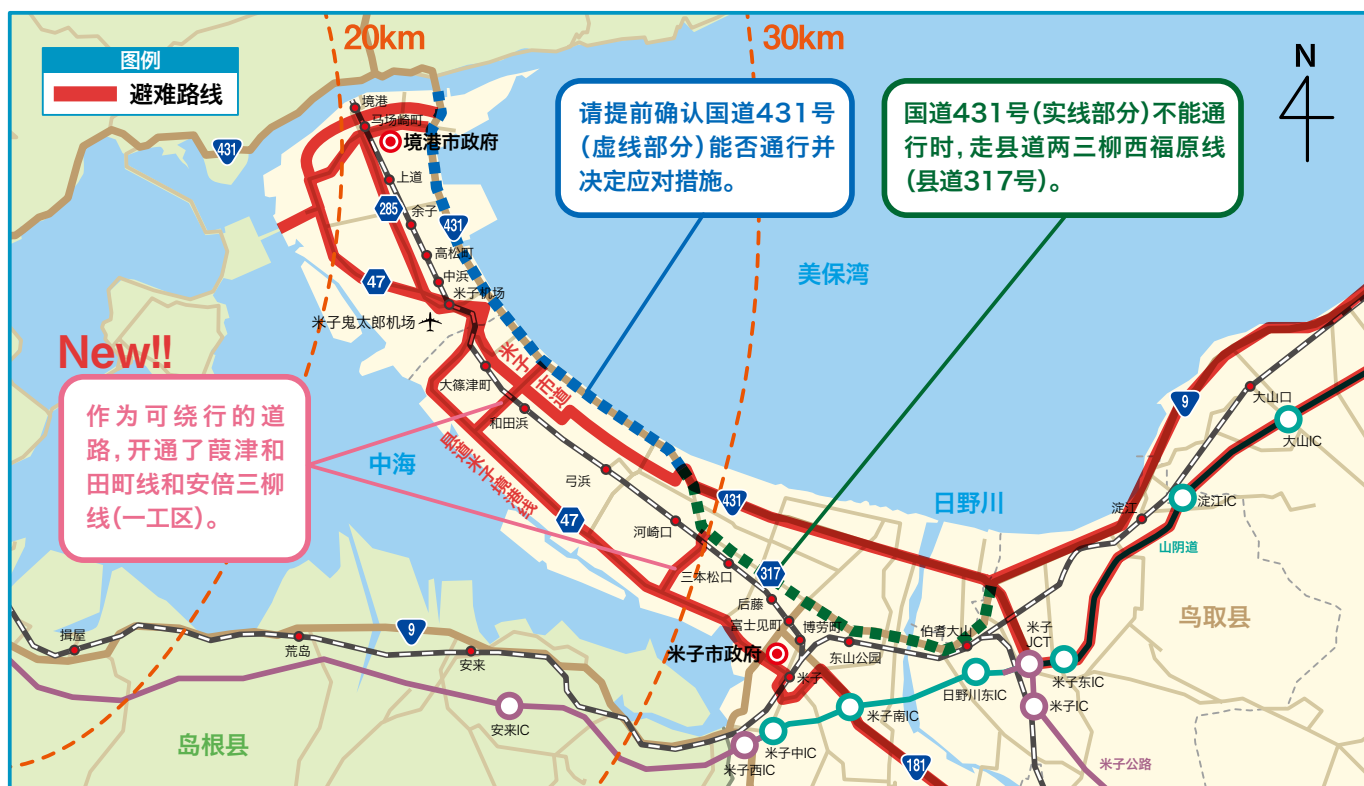 图例
避难路线
20km
30km
N
请提前确认国道431号
(虚线部分)能否通行并
决定应对措施。
国道431号(实线部分)不能通
行时,走县道两三柳西福原线
(县道317号)。
New!!
作为可绕行的道
路,开通了葭津和
田町线和安倍三柳
线(一工区)。
境港
马场崎町
境港市政府
431
上道
285
余子
431
高松町
中浜
47
米子机场
米子鬼太郎机场
美保湾
大篠津町
米子市道
和田浜
县道米子境港线
中海
弓浜
47
河崎口
431
日野川
三本松口
317
后藤
富士见町
博劳町
米子市政府
东山公园
伯耆大山
米子
米子
JCT
米子东IC
日野川东IC
米子IC
米子南IC
米子中IC
米子西IC
181
米子公路
9
大山口
大山IC
淀江
淀江IC
山阴道
鸟取县
揖屋
荒岛
9
安来
安来IC
岛根县